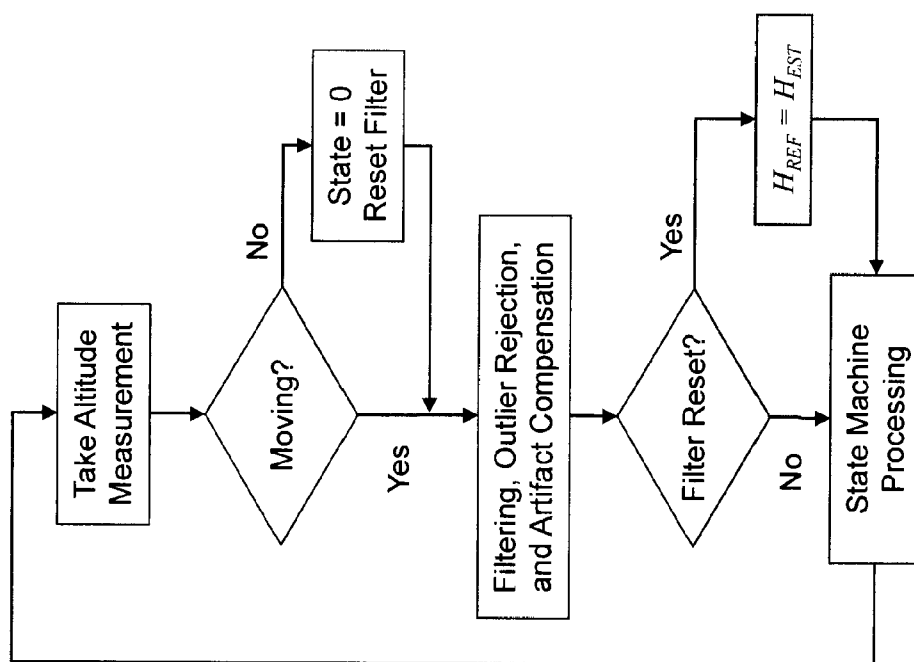 Take Altitude
Measurement
Moving?
No
State = 0
Reset Filter
Yes
Filtering, Outlier Rejection,
and Artifact Compensation
Filter Reset?
Yes
H_REF = H_EST
No
State Machine
Processing